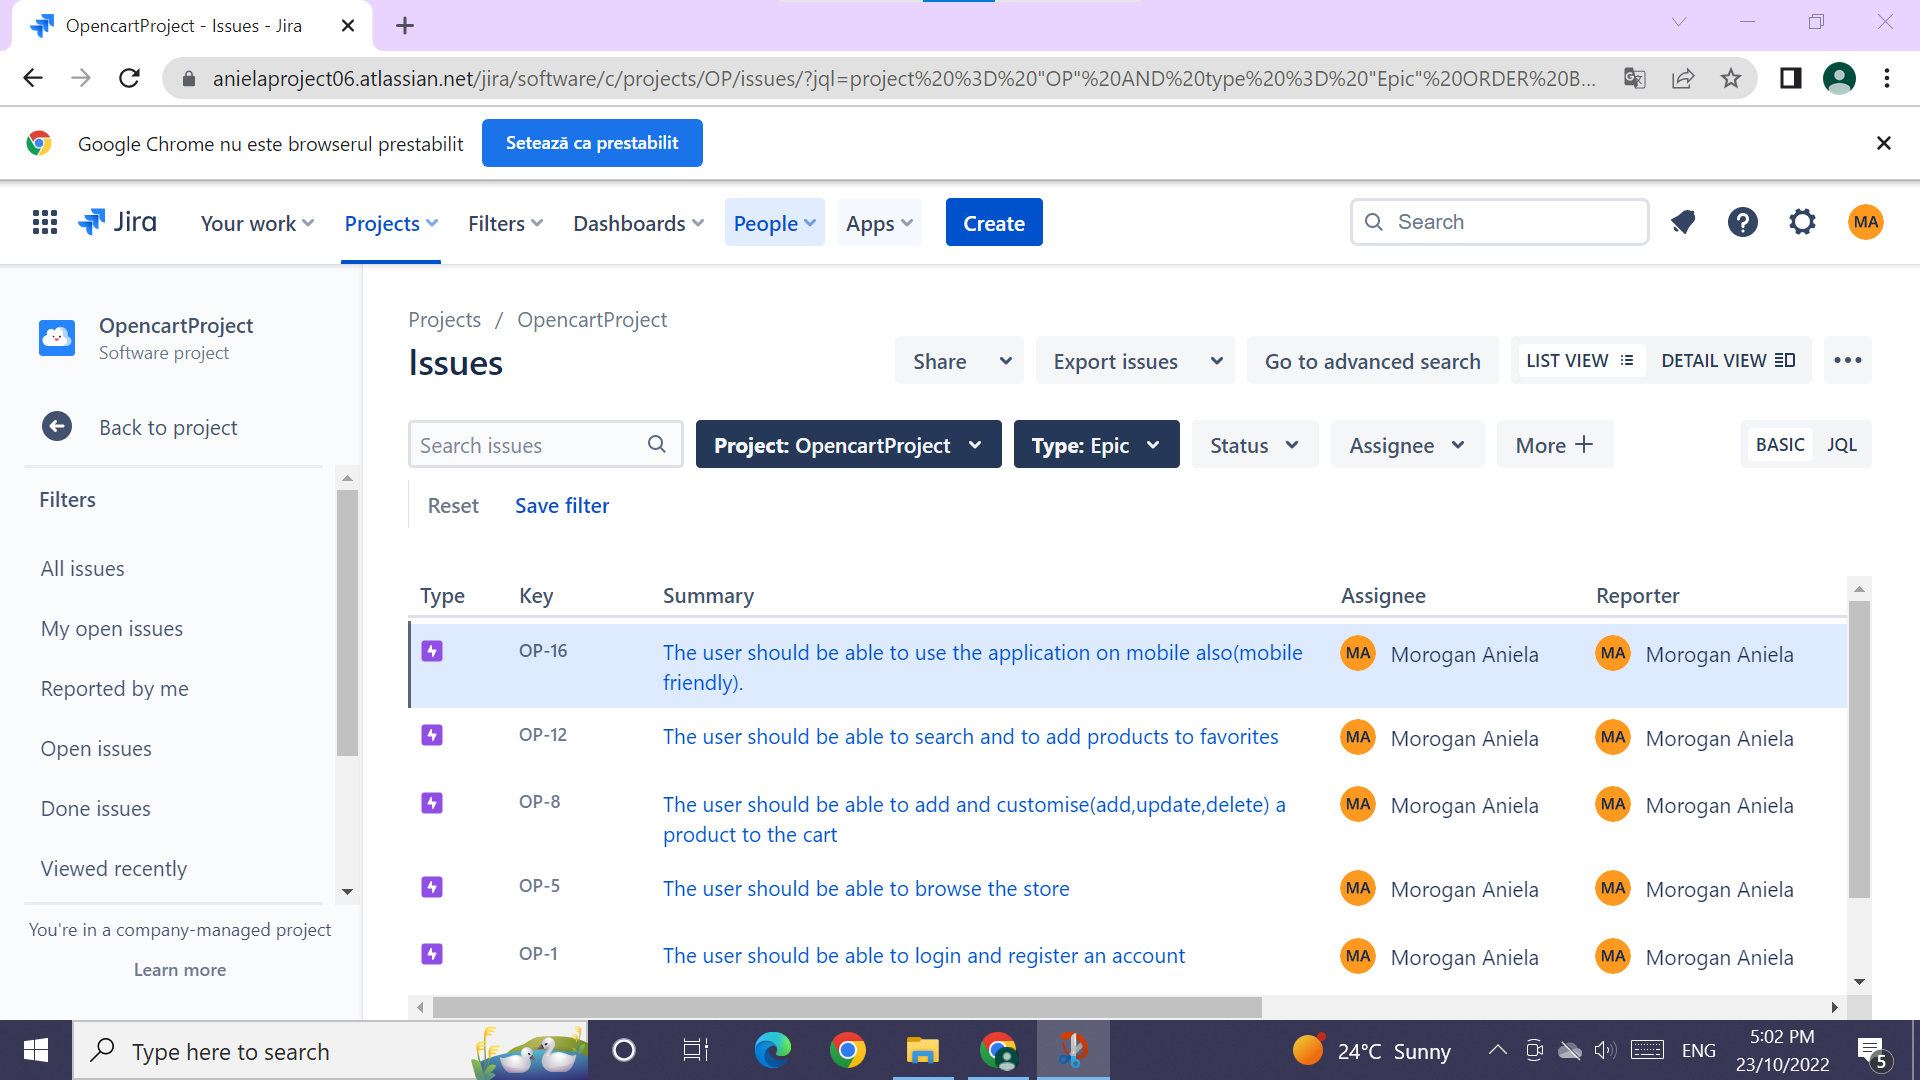 OpencartProject - Issues - Jira
anielaproject06.atlassian.net/jira/software/c/projects/OP/issues/?jql=project%20%3D%20"OP"%20AND%20type%20%3D%20"Epic"%20ORDER%20B...
Google Chrome nu este browserul prestabilit
Setează ca prestabilit
Jira
Your work
Projects
Filters
Dashboards
People
Apps
Create
Search
MA
OpencartProject
Software project
Back to project
Filters
All issues
My open issues
Reported by me
Open issues
Done issues
Viewed recently
You're in a company-managed project
Learn more
Projects / OpencartProject
Issues
Share
Export issues
Go to advanced search
LIST VIEW
DETAIL VIEW
Search issues
Project: OpencartProject
Type: Epic
Status
Assignee
More
BASIC
JQL
Reset
Save filter
Type Key Summary Assignee Reporter
OP-16 The user should be able to use the application on mobile also(mobile MA Morogan Aniela MA Morogan Aniela
friendly).
OP-12 The user should be able to search and to add products to favorites MA Morogan Aniela MA Morogan Aniela
OP-8 The user should be able to add and customise(add,update,delete) a MA Morogan Aniela MA Morogan Aniela
product to the cart
OP-5 The user should be able to browse the store MA Morogan Aniela MA Morogan Aniela
OP-1 The user should be able to login and register an account MA Morogan Aniela MA Morogan Aniela
Type here to search
24°C Sunny
ENG
5:02 PM
23/10/2022
5